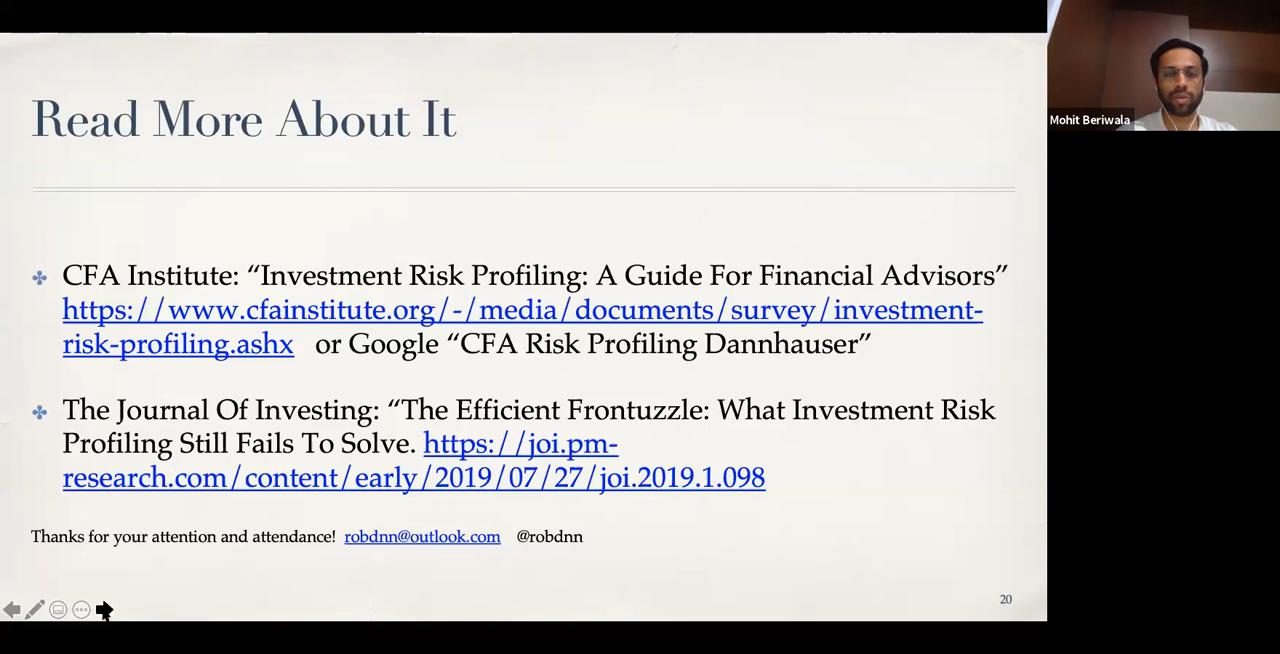 Read More About It
CFA Institute: “Investment Risk Profiling: A Guide For Financial Advisors”
https://www.cfainstitute.org/-/media/documents/survey/investment-
risk-profiling.ashx or Google “CFA Risk Profiling Dannhauser”
The Journal Of Investing: “The Efficient Frontuzzle: What Investment Risk
Profiling Still Fails To Solve. https://joi.pm-
research.com/content/early/2019/07/27/joi.2019.1.098
Thanks for your attention and attendance! robdnn@outlook.com @robdnn
20
Mohit Beriwala